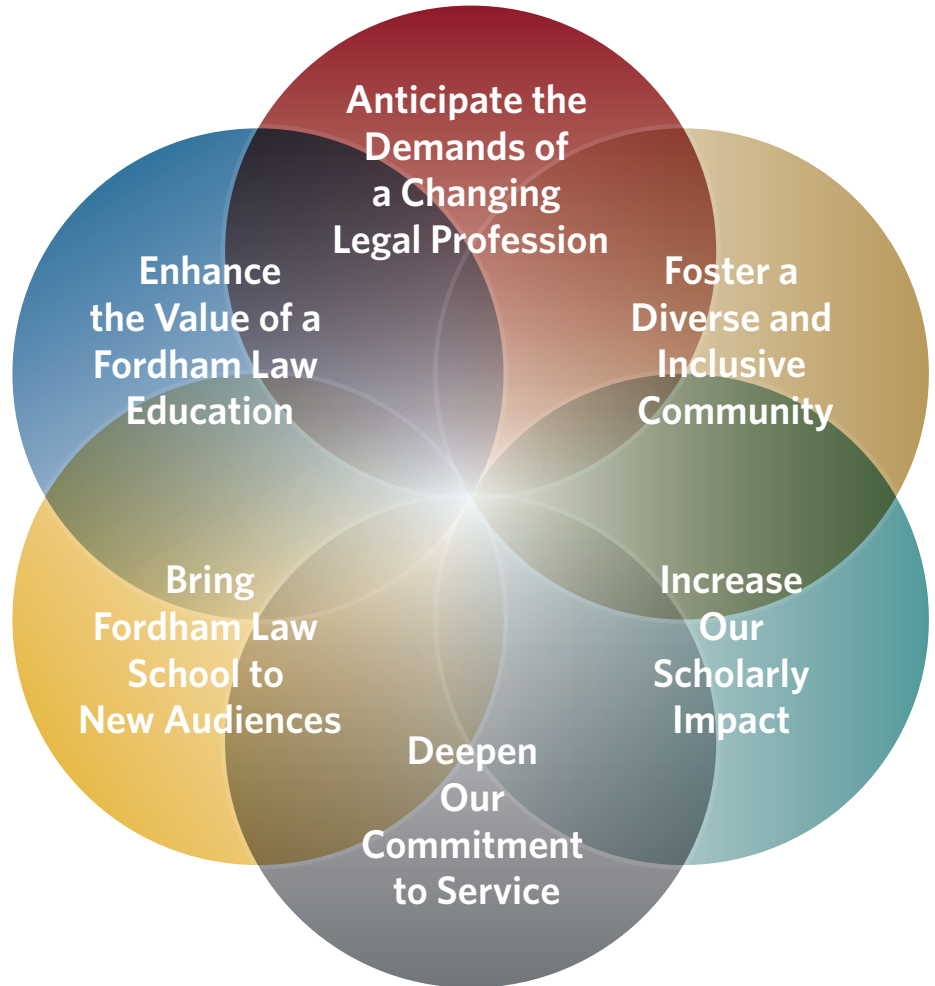 Anticipate the
Demands of
a Changing
Legal Profession
Foster a
Diverse and
Inclusive
Community
Increase
Our
Scholarly
Impact
Deepen
Our
Commitment
to Service
Bring
Fordham Law
School to
New Audiences
Enhance
the Value of a
Fordham Law
Education